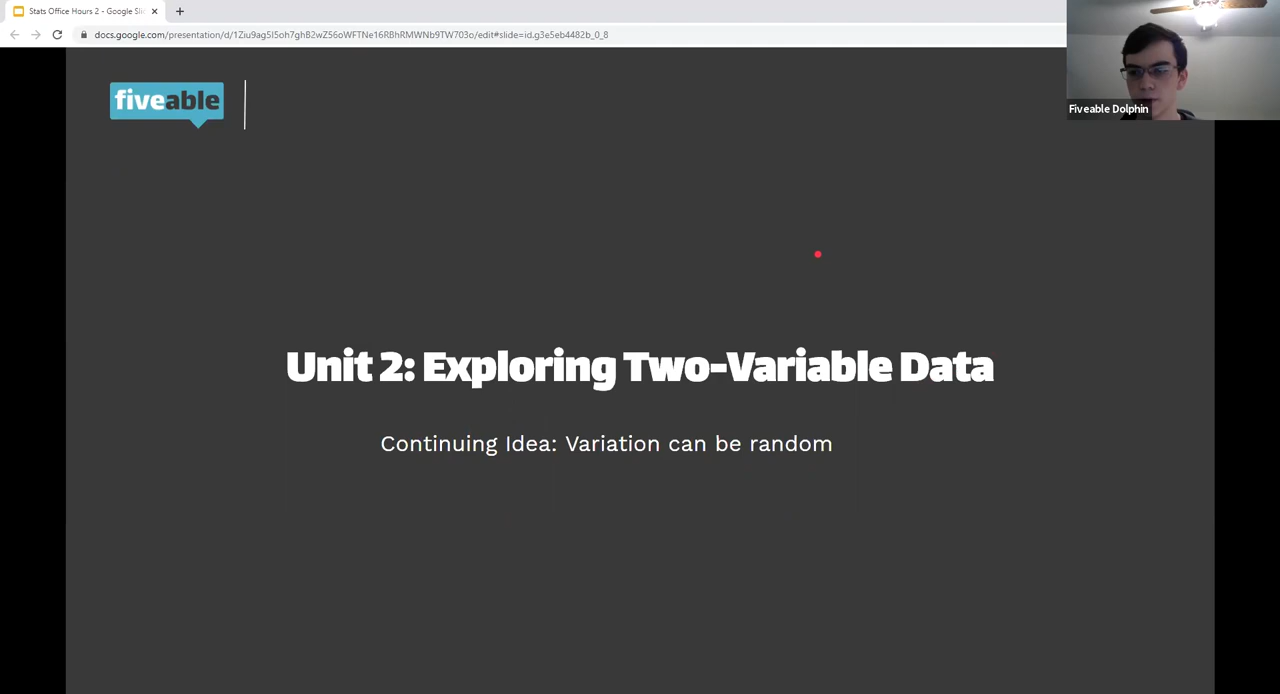 Stats Office Hours 2 - Google Sli
docs.google.com/presentation/d/1Ziu9ag5I5oh7ghB2wZ56oWFTNe16RBhRMWNb9TW703o/edit#slide=id.g3e5eb4482b_0_8
fiveable
Fiveable Dolphin
Unit 2: Exploring Two-Variable Data
Continuing Idea: Variation can be random